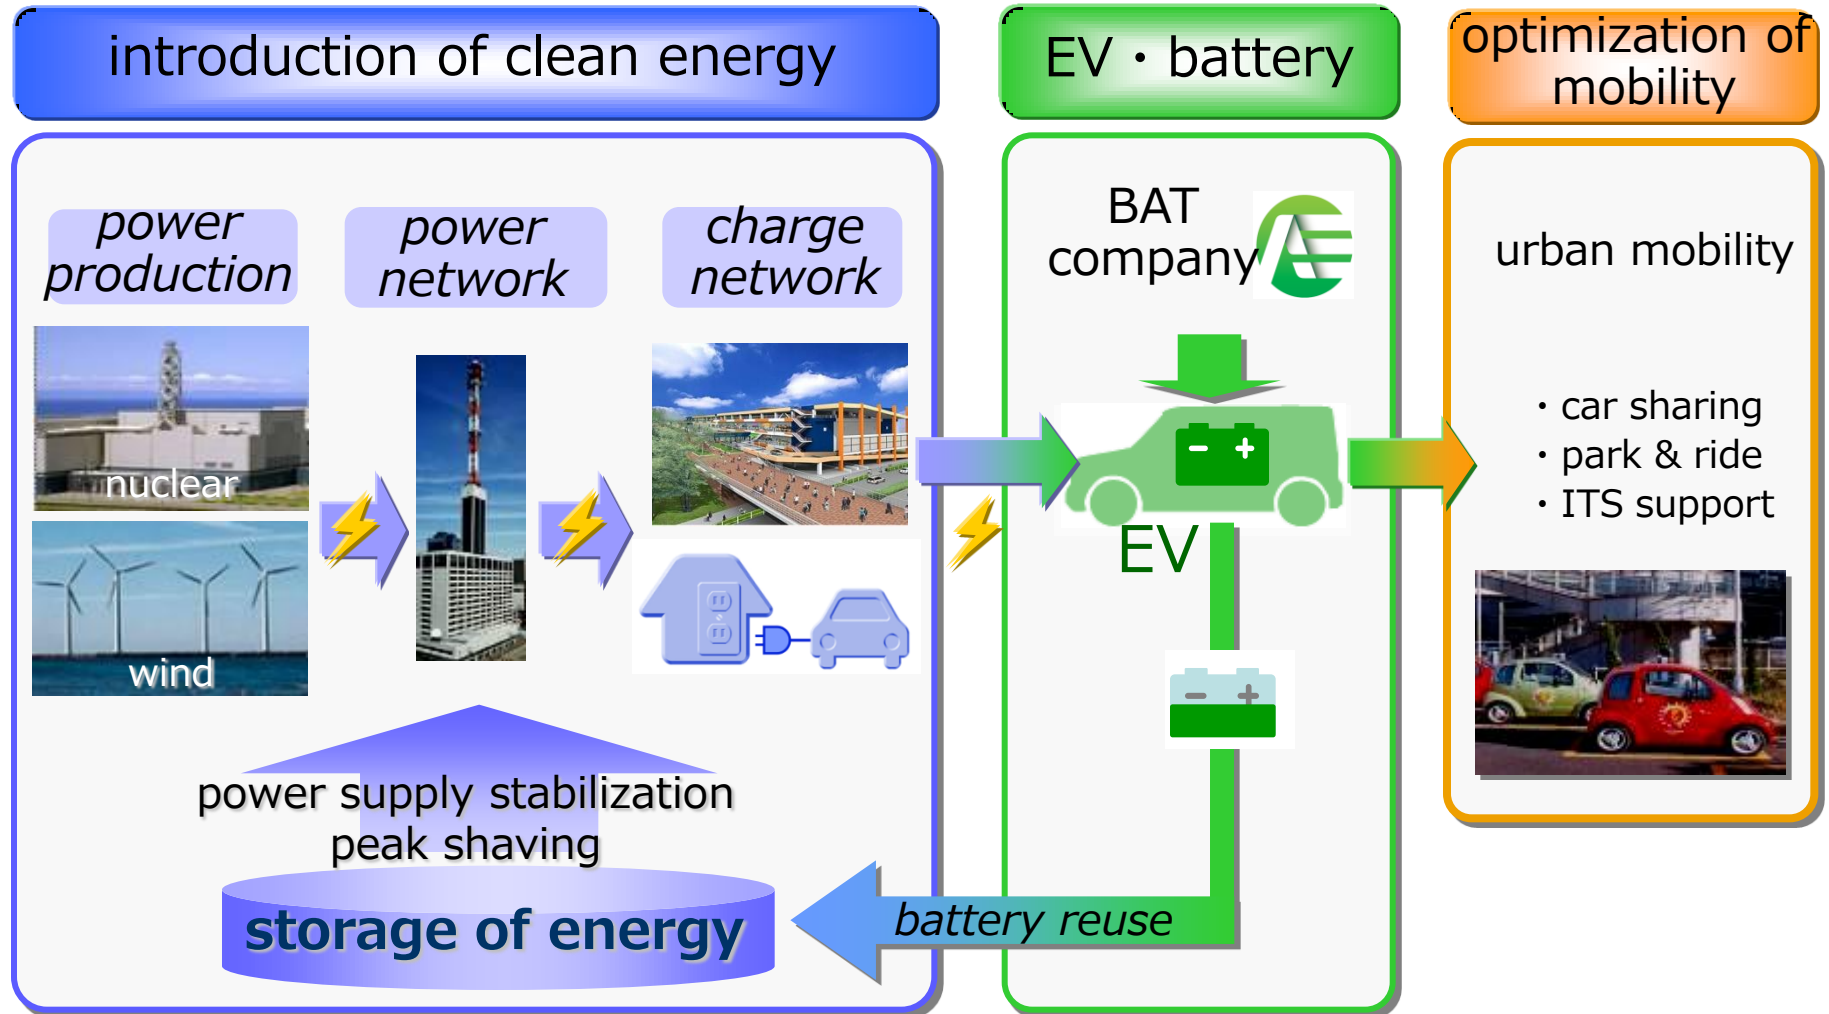 introduction of clean energy
EV・battery
optimization of
mobility
power
production
power
network
charge
network
nuclear
wind
power supply stabilization
peak shaving
storage of energy
BAT
company
EV
battery reuse
urban mobility
・car sharing
・park & ride
・ITS support